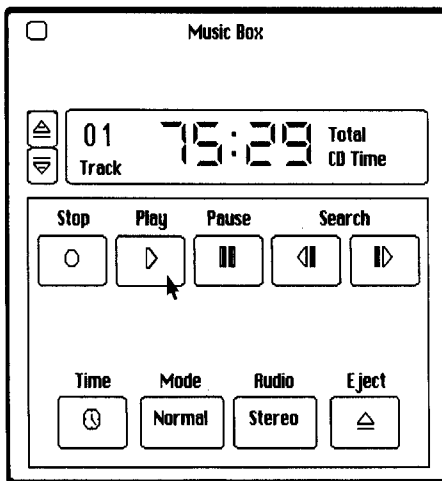 Music Box
01 75:29 Total
Track CD Time
Stop Play Pause Search
Time Mode Audio Eject
Normal Stereo